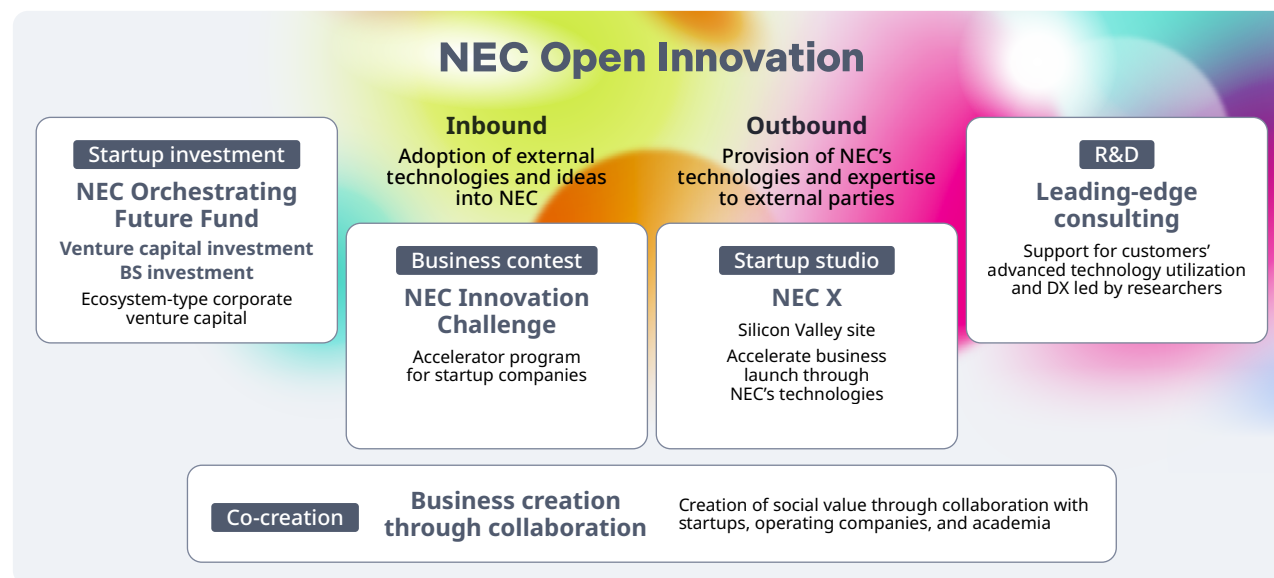 NEC Open Innovation
Startup investment
NEC Orchestrating
Future Fund
Venture capital investment
BS investment
Ecosystem-type corporate
venture capital
Inbound
Adoption of external
technologies and ideas
into NEC
Business contest
NEC Innovation
Challenge
Accelerator program
for startup companies
Outbound
Provision of NEC’s
technologies and expertise
to external parties
Startup studio
NEC X
Silicon Valley site
Accelerate business
launch through
NEC’s technologies
R&D
Leading-edge
consulting
Support for customers’
advanced technology utilization
and DX led by researchers
Co-creation
Business creation
through collaboration
Creation of social value through collaboration with
startups, operating companies, and academia